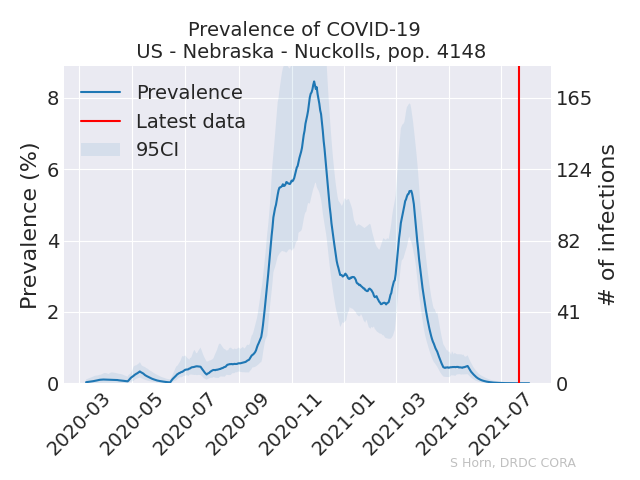 Prevalence of COVID-19
US - Nebraska - Nuckolls, pop. 4148
Prevalence
Latest data
95CI
Prevalence (%)
8
6
4
2
0
165
124
82
41
0
# of infections
2020-03
2020-05
2020-07
2020-09
2020-11
2021-01
2021-03
2021-05
2021-07
S Horn, DRDC CORA